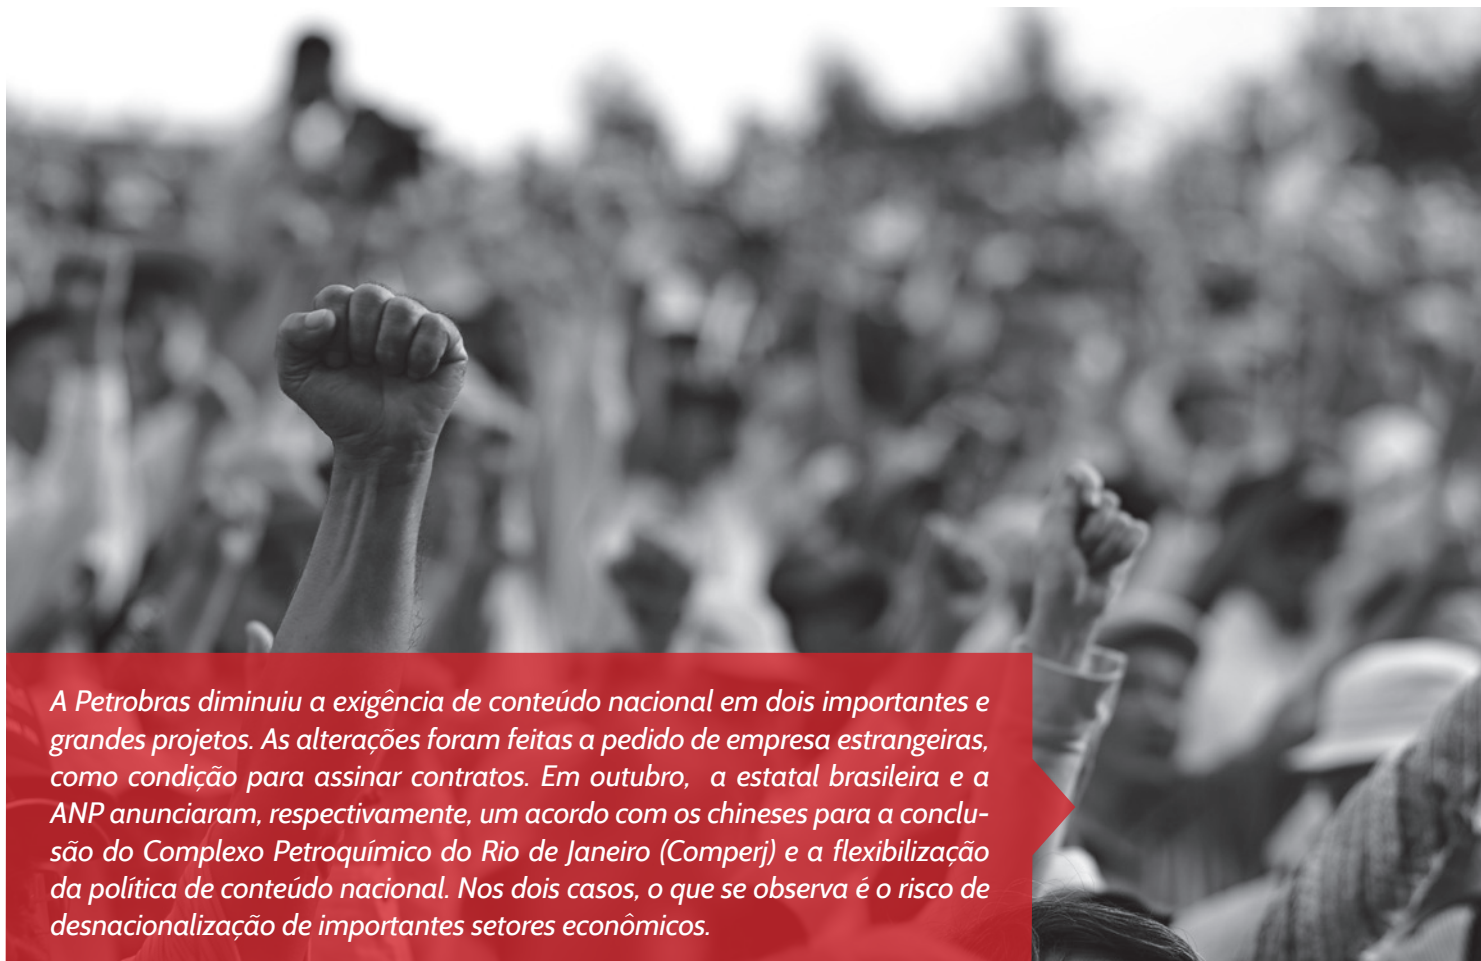 A Petrobras diminuiu a exigência de conteúdo nacional em dois importantes e
grandes projetos. As alterações foram feitas a pedido de empresa estrangeiras,
como condição para assinar contratos. Em outubro,  a estatal brasileira e a
ANP anunciaram, respectivamente, um acordo com os chineses para a conclu-
são do Complexo Petroquímico do Rio de Janeiro (Comperj) e a flexibilização
da política de conteúdo nacional. Nos dois casos, o que se observa é o risco de
desnacionalização de importantes setores econômicos.